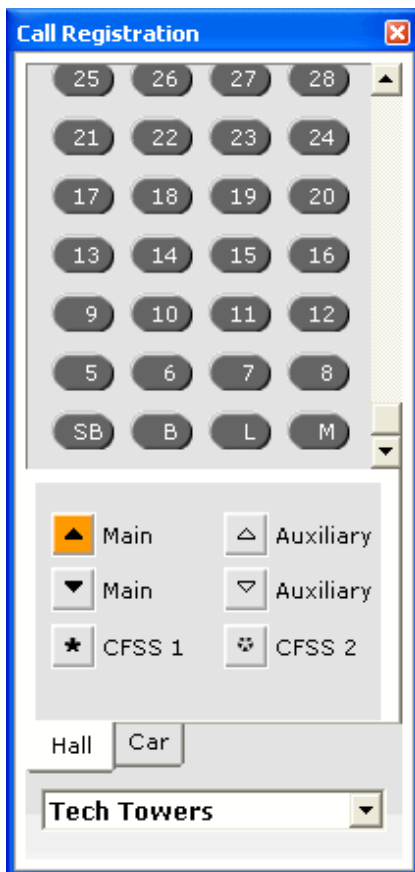 Call Registration
25 26 27 28
21 22 23 24
17 18 19 20
13 14 15 16
9 10 11 12
5 6 7 8
SB B L M
Main Auxiliary
Main Auxiliary
CFSS 1 CFSS 2
Hall Car
Tech Towers